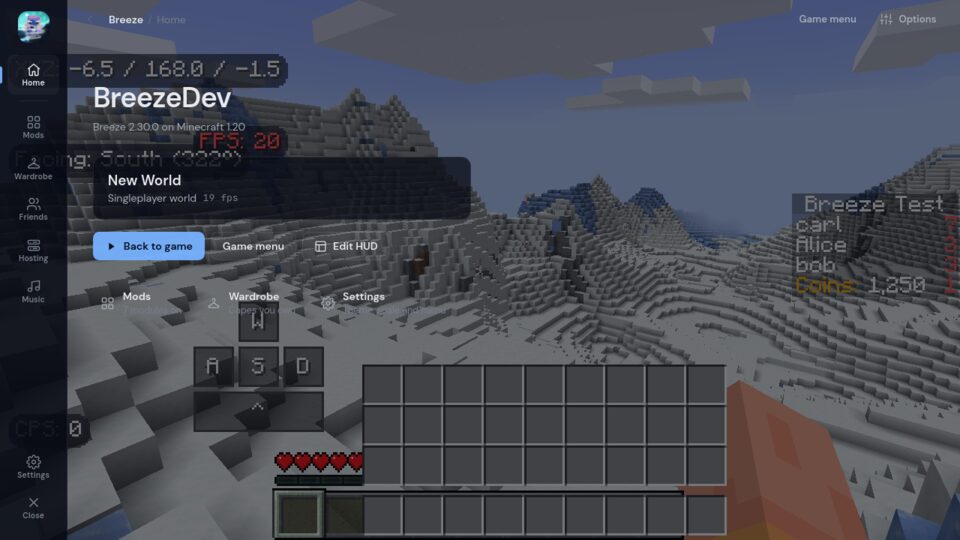 Breeze / Home
Game menu
Options
Home
-6.5 / 168.0 / -1.5
BreezeDev
Breeze 2.30.0 on Minecraft 1.20
FPS: 20
Mods
Facing: South (322°)
Wardrobe
New World
Singleplayer world 19 fps
Friends
Breeze Test
carl
Alice
bob
Coins: 1,250
Hosting
Back to game
Game menu
Edit HUD
Music
Mods
Wardrobe
Settings
W
A
S
D
^
CPS: 0
Settings
Close